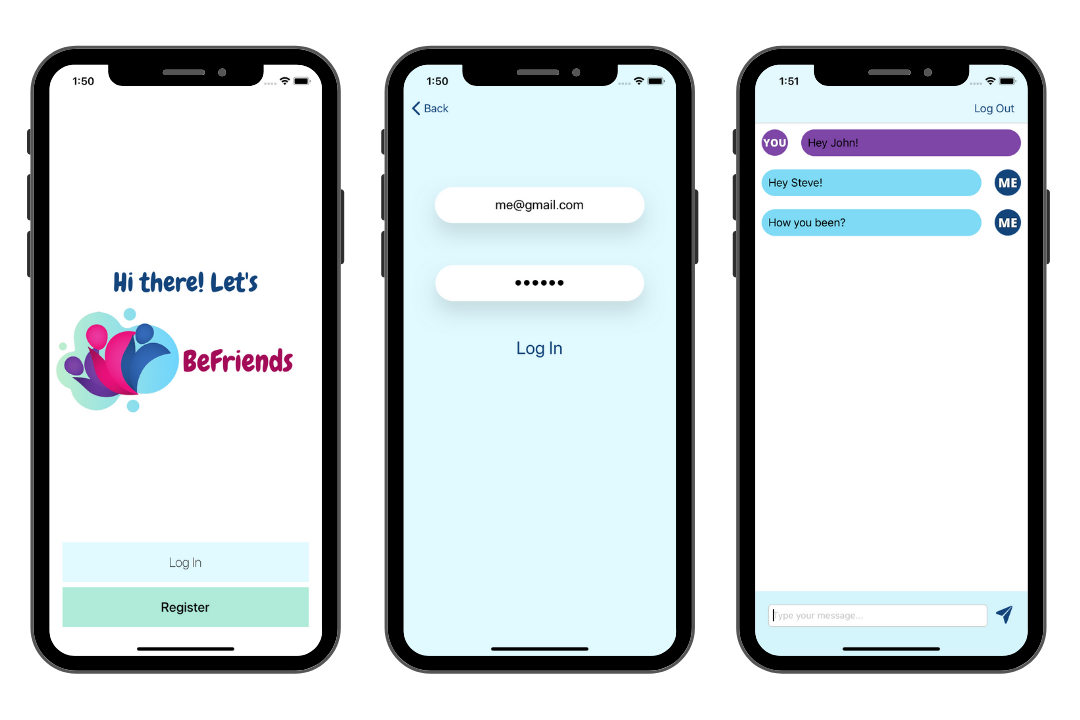 1:50
Hi there! Let's
BeFriends
Log In
Register
1:50
Back
me@gmail.com
••••••
Log In
1:51
Log Out
YOU Hey John!
Hey Steve! ME
How you been? ME
Type your message...